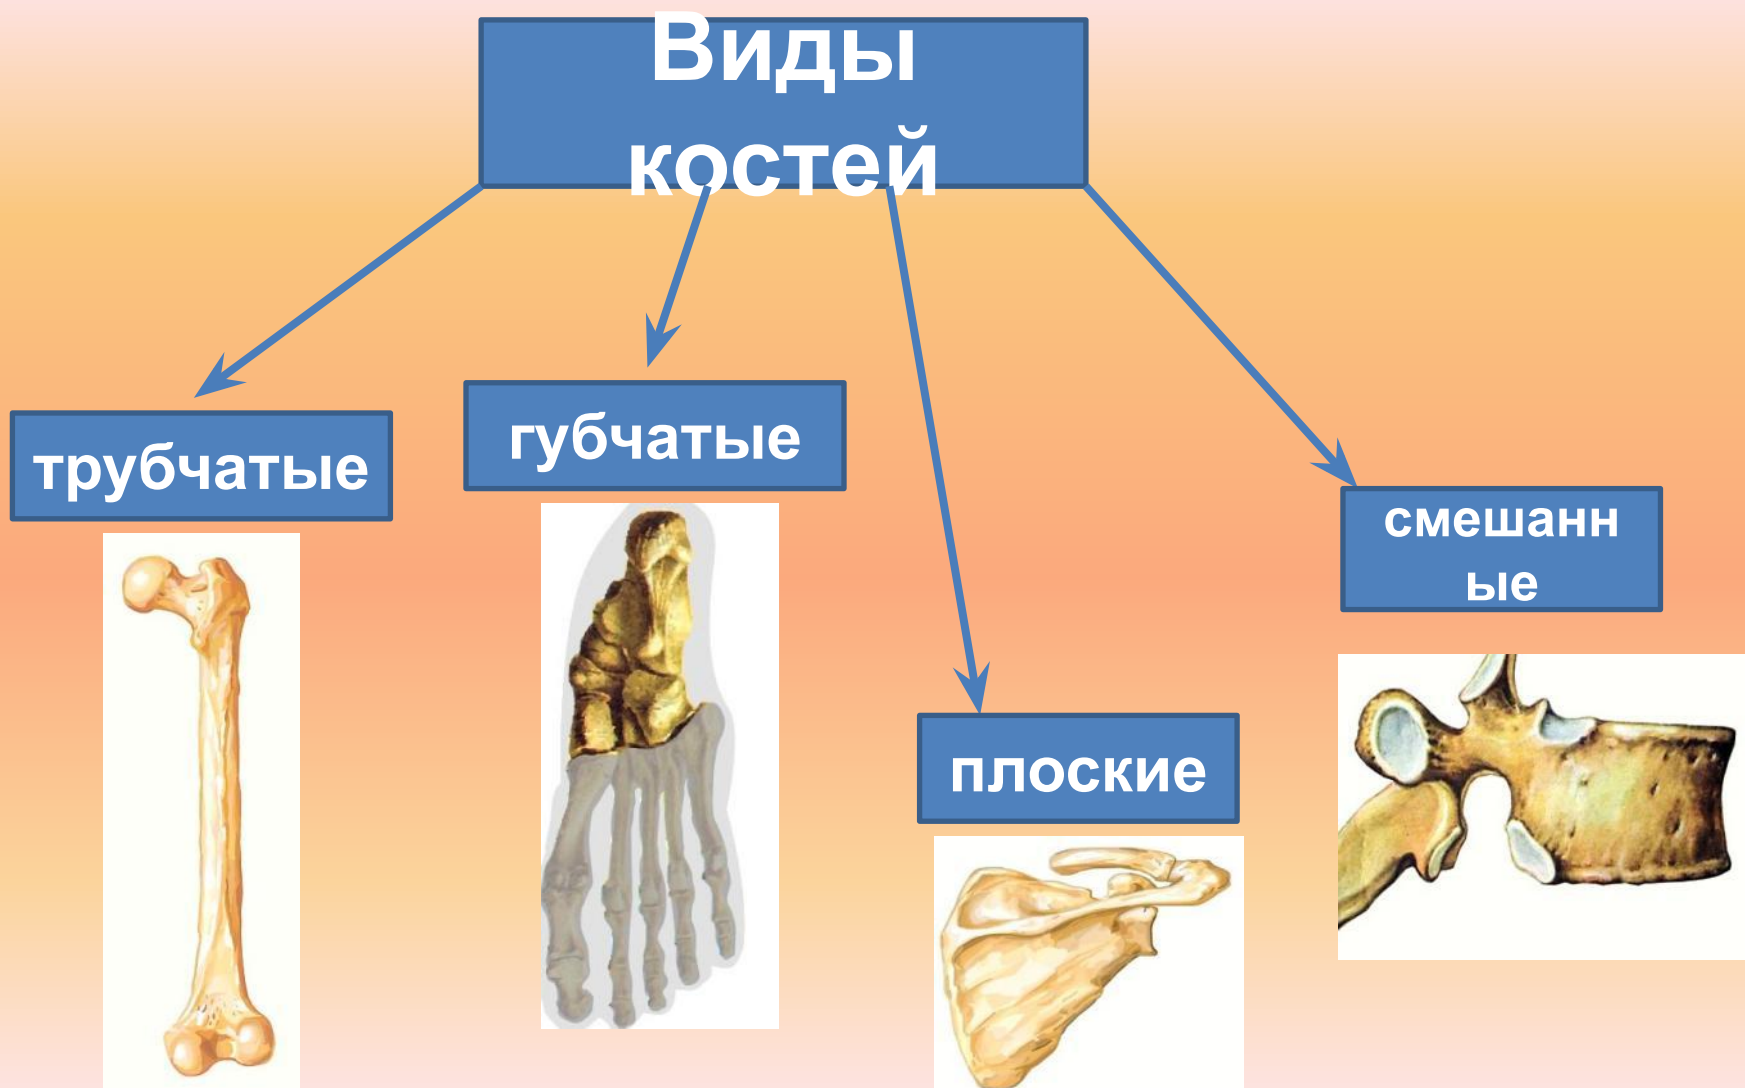 Виды
костей
трубчатые
губчатые
плоские
смешанн
ые